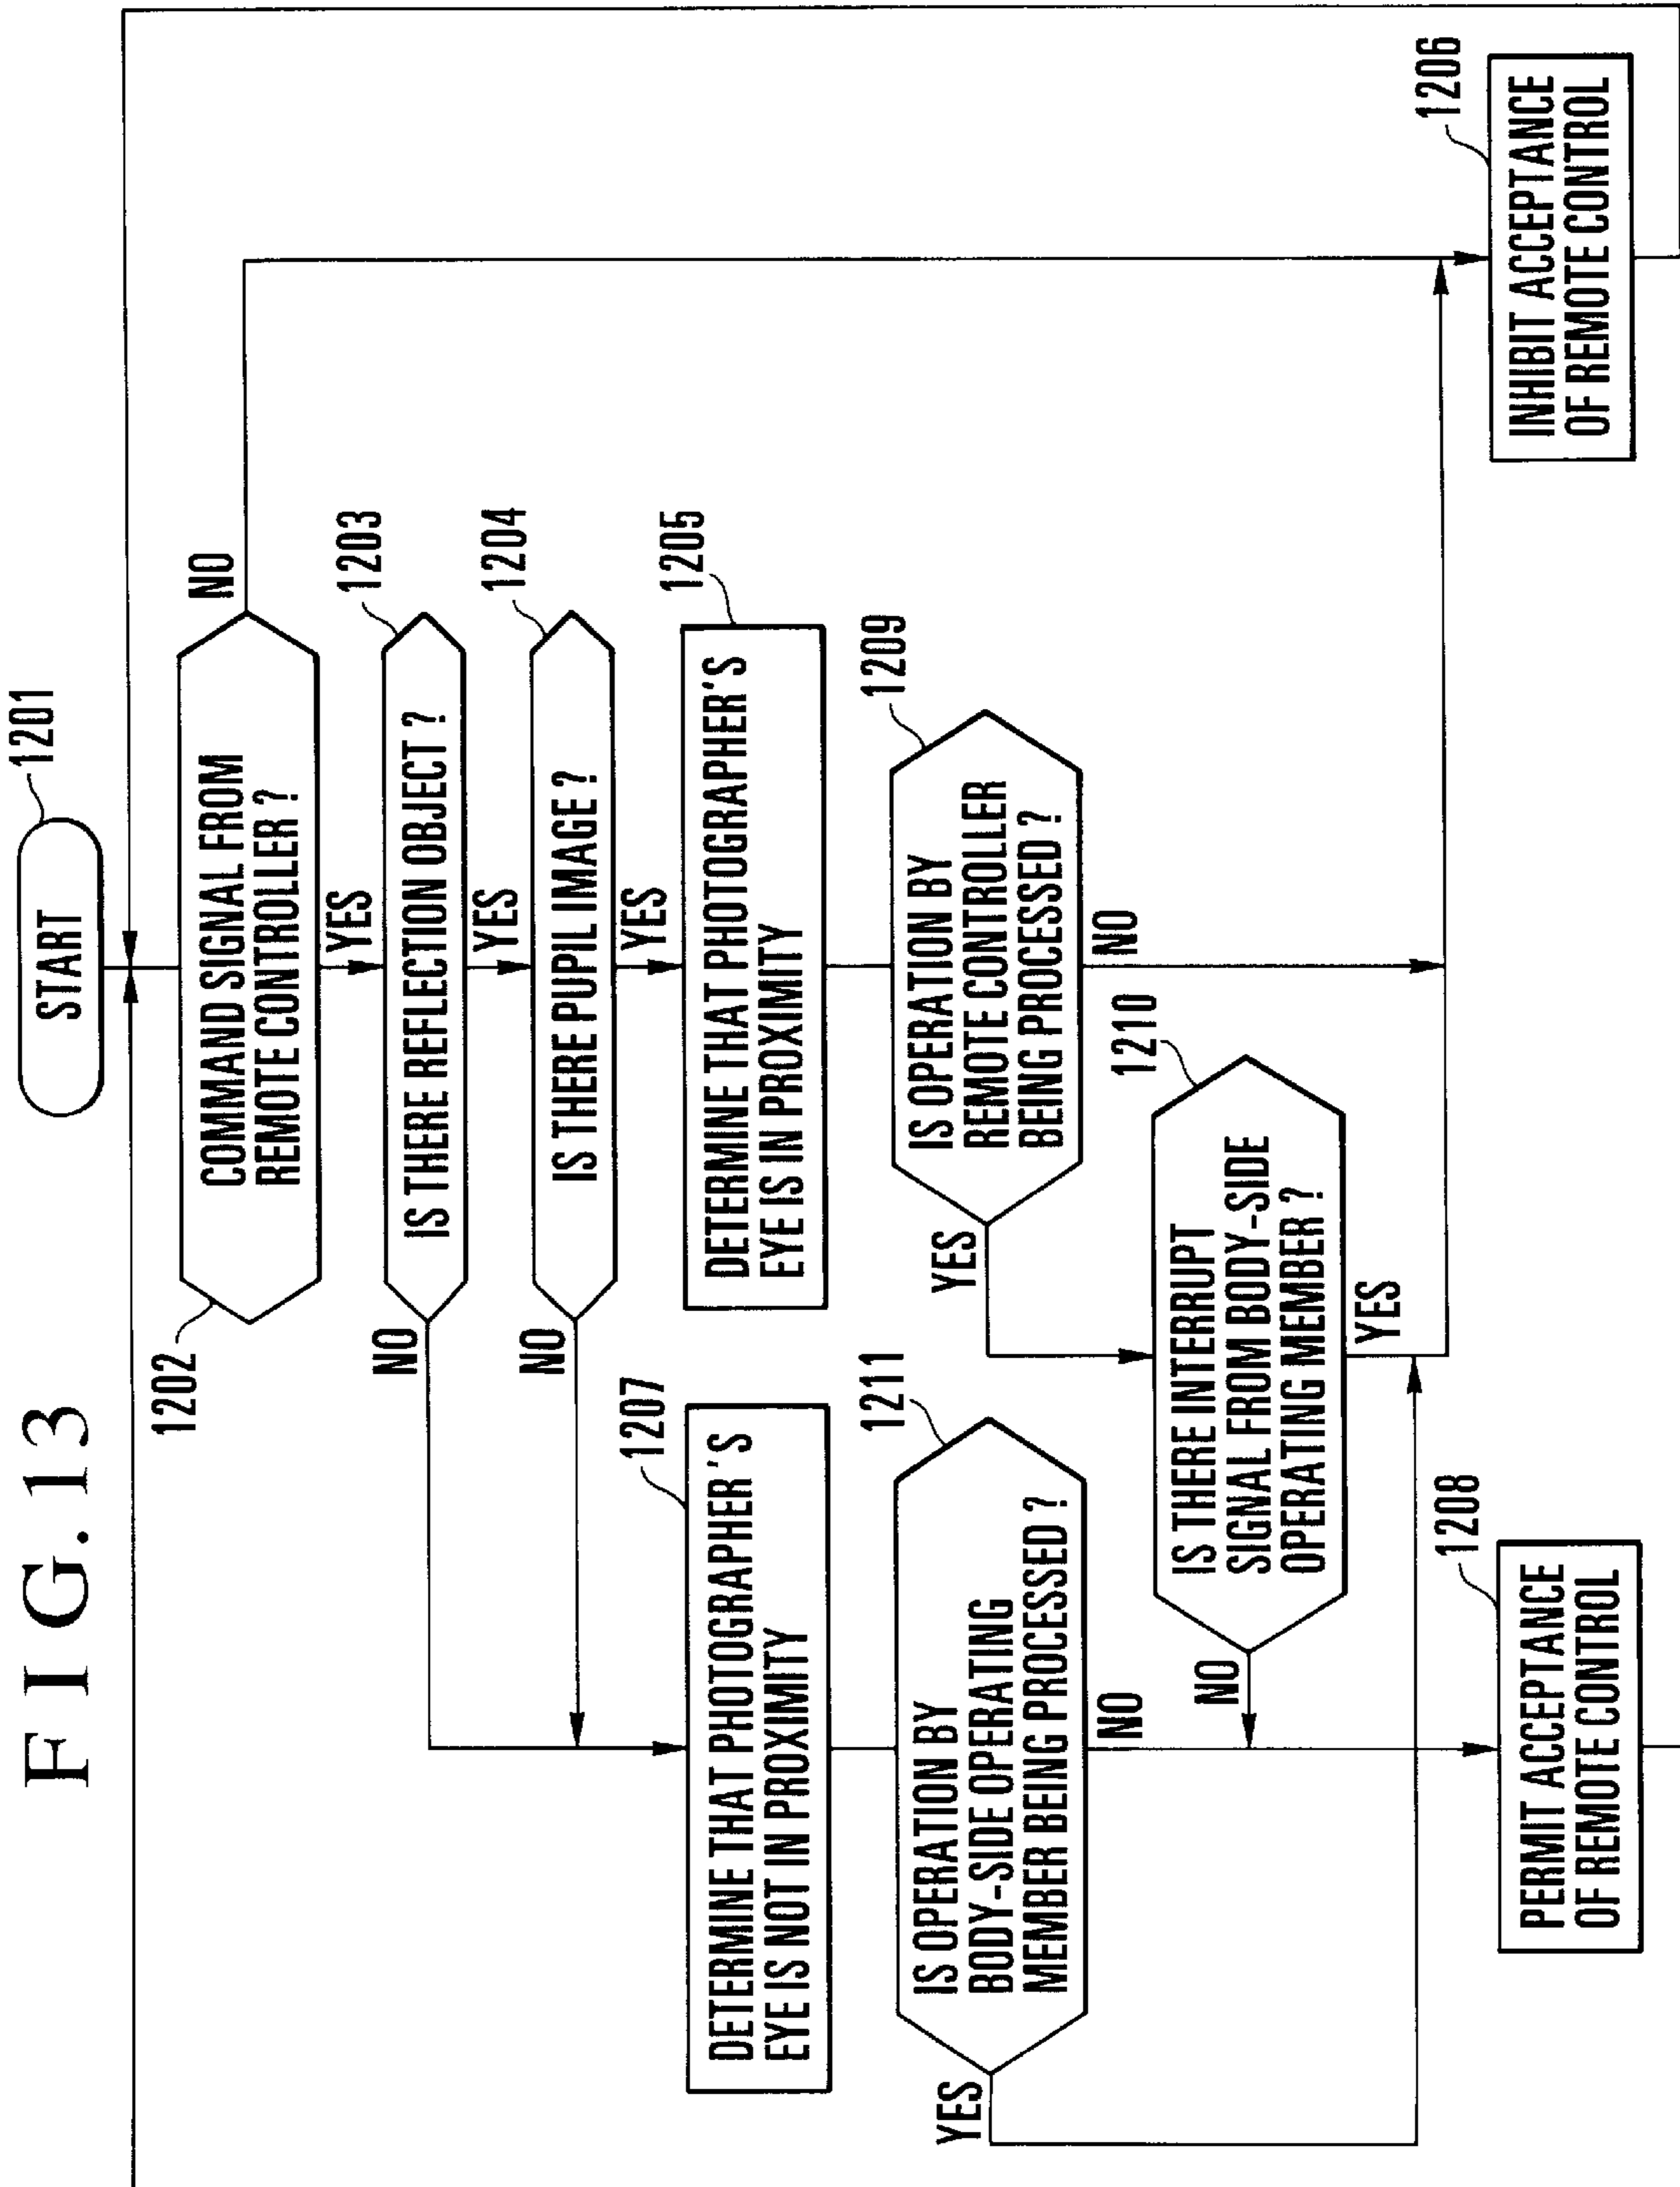 FIG.13
START
1201
COMMAND SIGNAL FROM
REMOTE CONTROLLER ?
1202
NO
YES
IS THERE REFLECTION OBJECT ?
1203
NO
YES
IS THERE PUPIL IMAGE ?
1204
NO
YES
DETERMINE THAT PHOTOGRAPHER'S
EYE IS NOT IN PROXIMITY
1207
DETERMINE THAT PHOTOGRAPHER'S
EYE IS IN PROXIMITY
1205
IS OPERATION BY
BODY-SIDE OPERATING
MEMBER BEING PROCESSED ?
1211
YES
NO
IS OPERATION BY
REMOTE CONTROLLER
BEING PROCESSED ?
1209
YES
NO
IS THERE INTERRUPT
SIGNAL FROM BODY-SIDE
OPERATING MEMBER ?
1210
NO
YES
PERMIT ACCEPTANCE
OF REMOTE CONTROL
1208
INHIBIT ACCEPTANCE
OF REMOTE CONTROL
1206